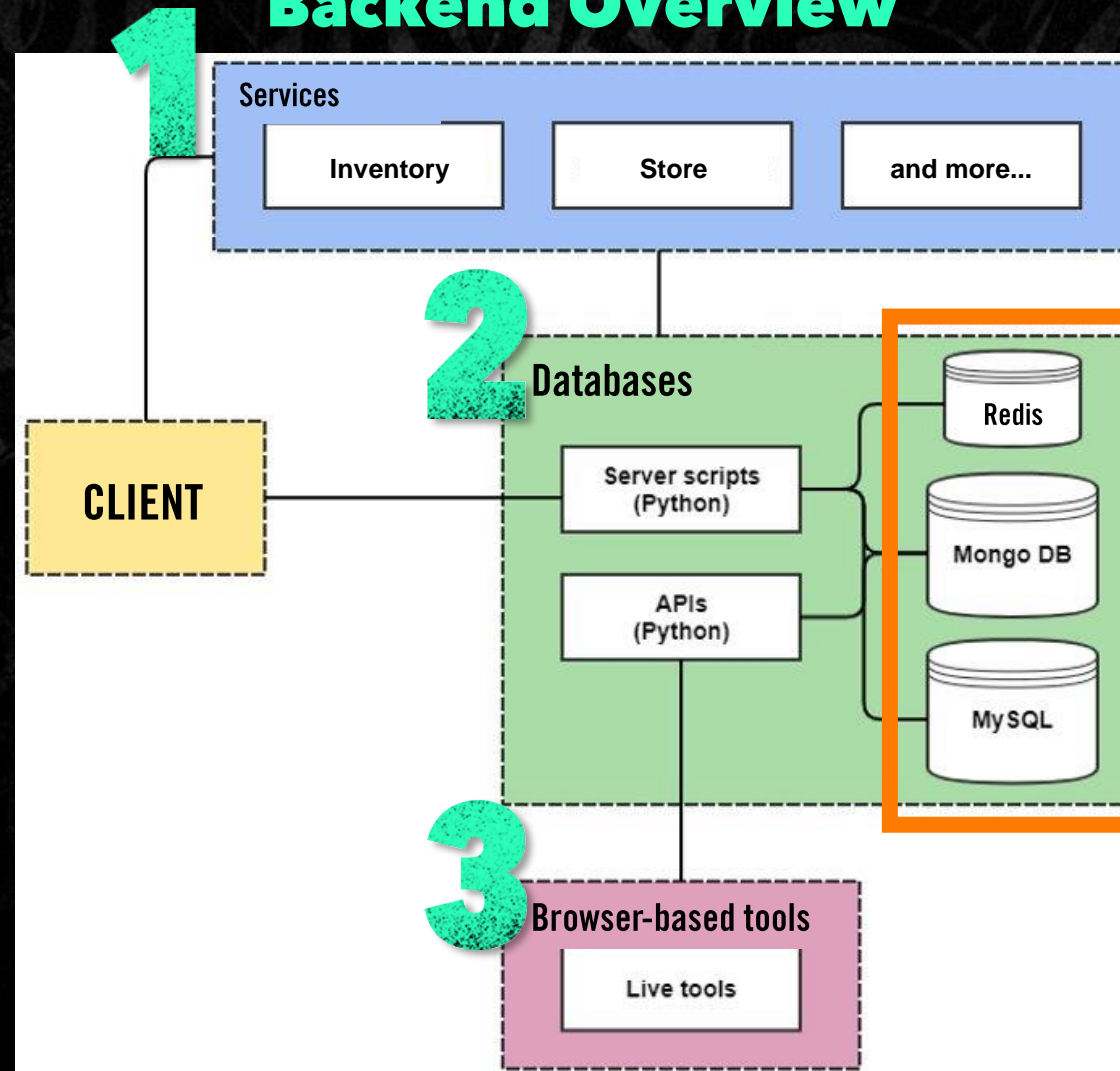 Backend Overview
1
Services
Inventory
Store
and more...
2
Databases
Redis
CLIENT
Server scripts
(Python)
Mongo DB
APIs
(Python)
MySQL
3
Browser-based tools
Live tools